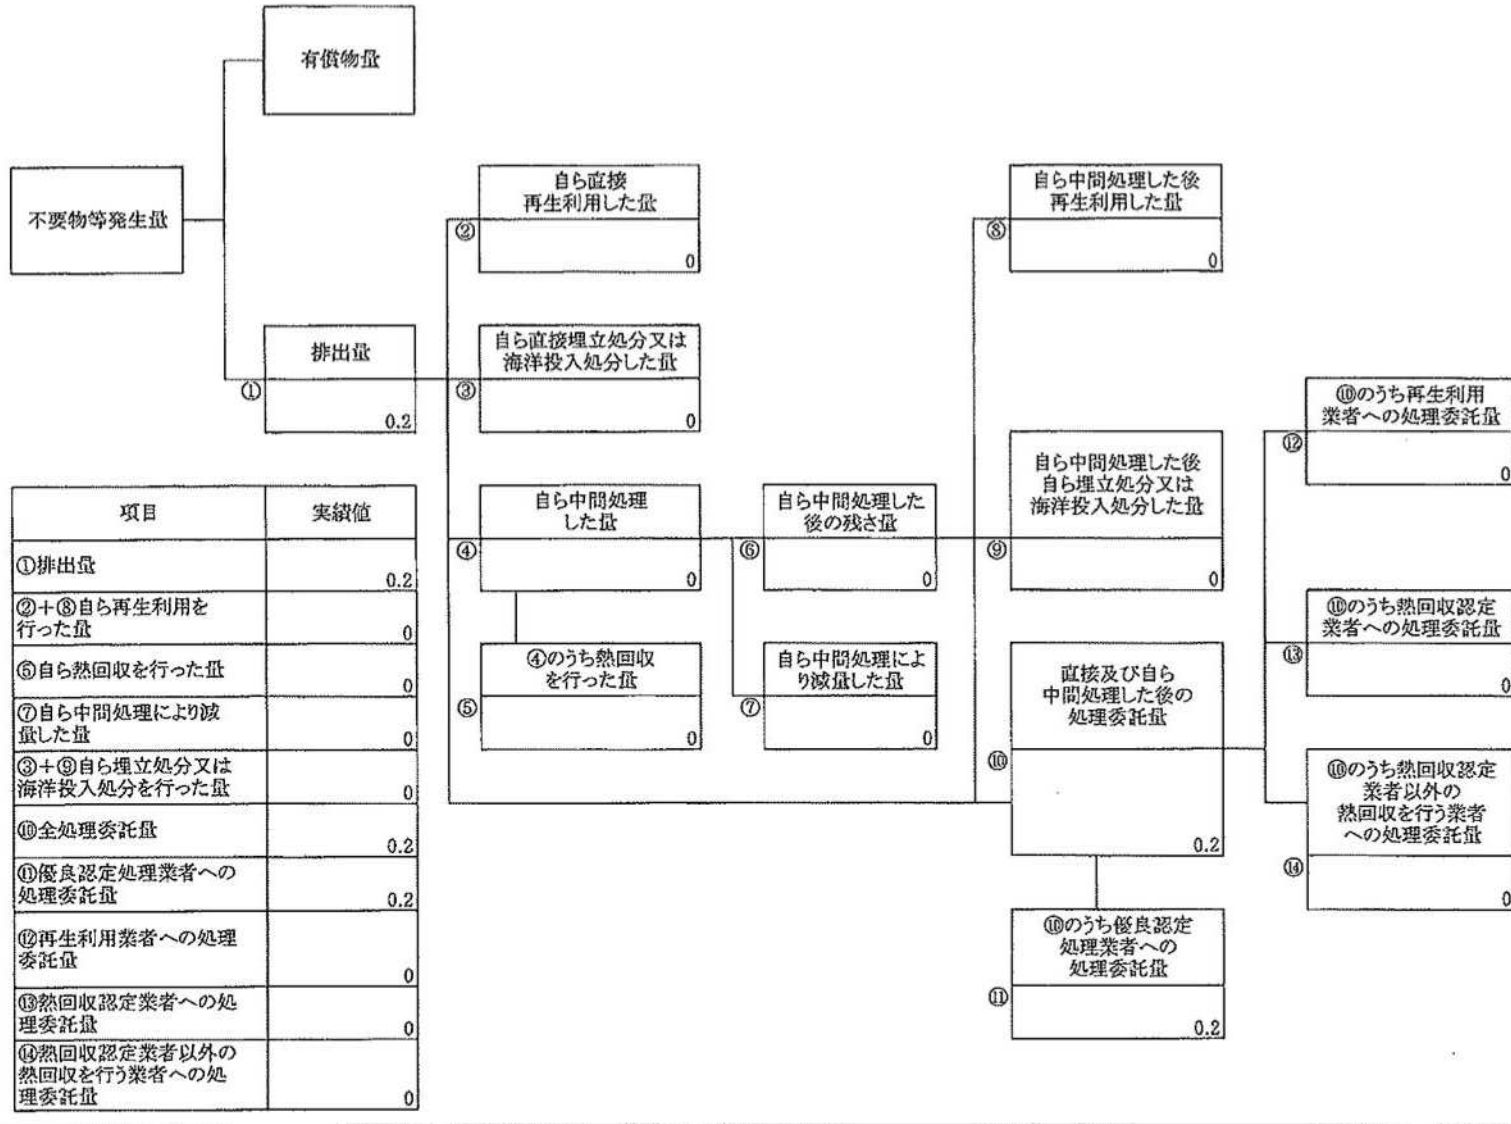 有償物量
不要物等発生量
排出量
①
0.2
自ら直接
再生利用した量
②
0
自ら直接埋立処分又は
海洋投入処分した量
③
0
自ら中間処理
した量
④
0
④のうち熱回収
を行った量
⑤
0
自ら中間処理した
後の残さ量
⑥
0
自ら中間処理によ
り減量した量
⑦
0
自ら中間処理した後
再生利用した量
⑧
0
自ら中間処理した後
自ら埋立処分又は
海洋投入処分した量
⑨
0
直接及び自ら
中間処理した後の
処理委託量
⑩
0.2
⑩のうち優良認定
処理業者への
処理委託量
⑪
0.2
⑩のうち再生利用
業者への処理委託量
⑫
0
⑩のうち熱回収認定
業者への処理委託量
⑬
0
⑩のうち熱回収認定
業者以外の
熱回収を行う業者
への処理委託量
⑭
0
項目 実績値
①排出量
0.2
②+⑧自ら再生利用を
行った量
0
⑤自ら熱回収を行った量
0
⑦自ら中間処理により減
量した量
0
③+⑨自ら埋立処分又は
海洋投入処分を行った量
0
⑩全処理委託量
0.2
⑪優良認定処理業者への
処理委託量
0.2
⑫再生利用業者への処理
委託量
0
⑬熱回収認定業者への処
理委託量
0
⑭熱回収認定業者以外の
熱回収を行う業者への処
理委託量
0